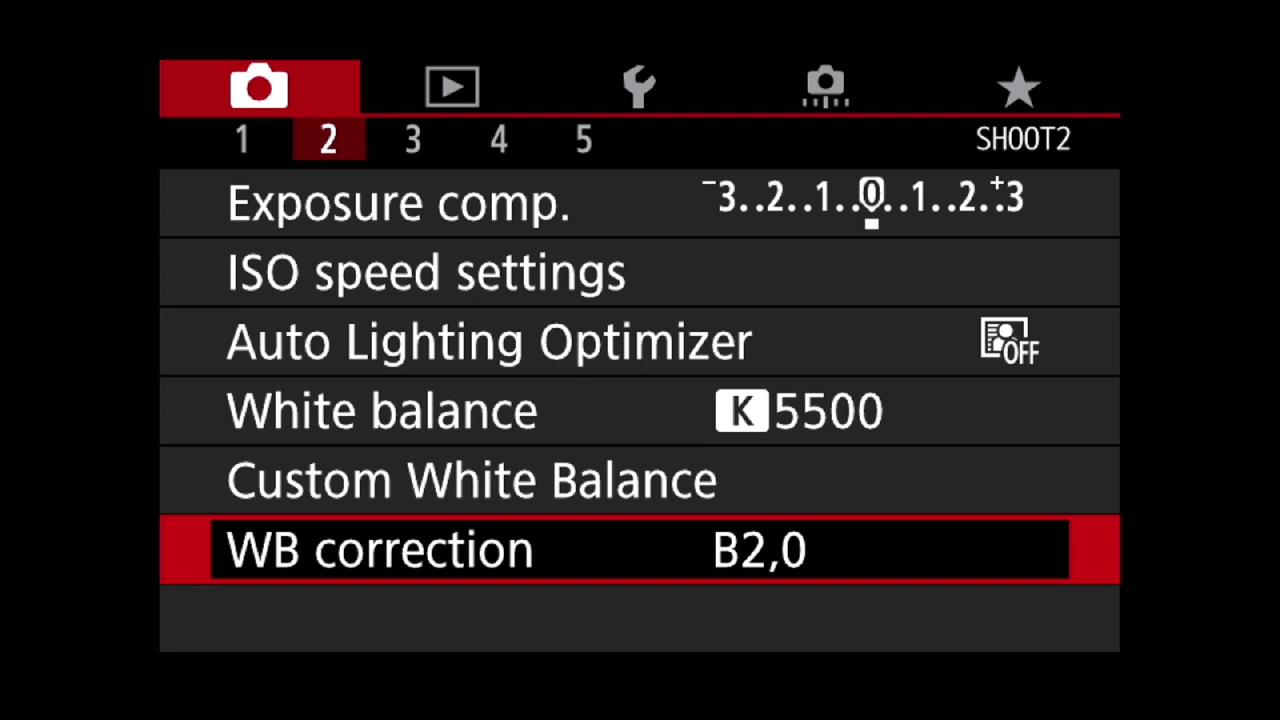 1 2 3 4 5 SHOOT2
Exposure comp. -3..2..1..0..1..2..+3
ISO speed settings
Auto Lighting Optimizer OFF
White balance K 5500
Custom White Balance
WB correction B2,0